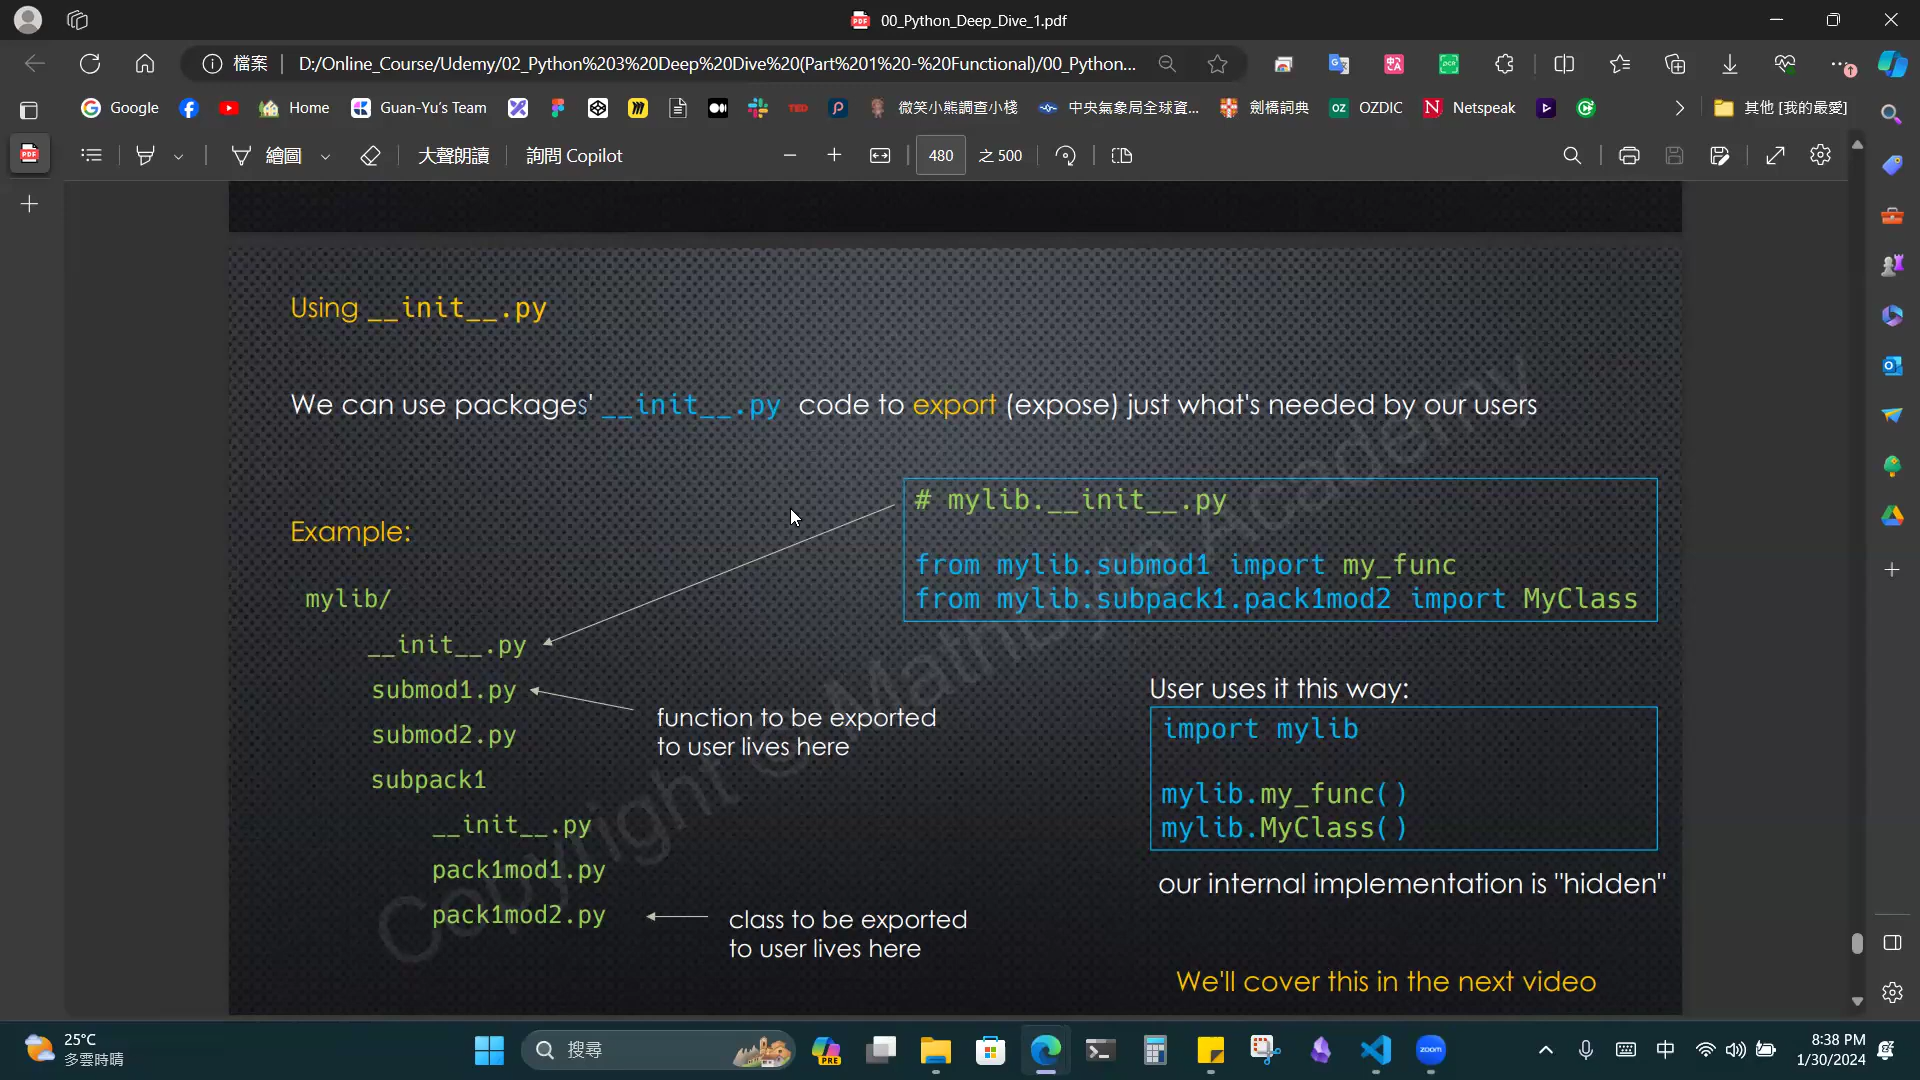 00_Python_Deep_Dive_1.pdf
檔案 D:/Online_Course/Udemy/02_Python%203%20Deep%20Dive%20(Part%201%20-%20Functional)/00_Python...
Google Home Guan-Yu's Team TED 微笑小熊調查小棧 中央氣象局全球資... 劍橋詞典 OZ OZDIC N Netspeak 其他 [我的最愛]
繪圖 大聲朗讀 詢問 Copilot 480 之 500
Using __init__.py
We can use packages' __init__.py code to export (expose) just what's needed by our users
# mylib.__init__.py
from mylib.submod1 import my_func
from mylib.subpack1.pack1mod2 import MyClass
Example:
mylib/
__init__.py
submod1.py
submod2.py
subpack1
__init__.py
pack1mod1.py
pack1mod2.py
function to be exported
to user lives here
class to be exported
to user lives here
User uses it this way:
import mylib
mylib.my_func()
mylib.MyClass()
our internal implementation is "hidden"
We'll cover this in the next video
25°C
多雲時晴
搜尋
PRE
zoom
中
8:38 PM
1/30/2024